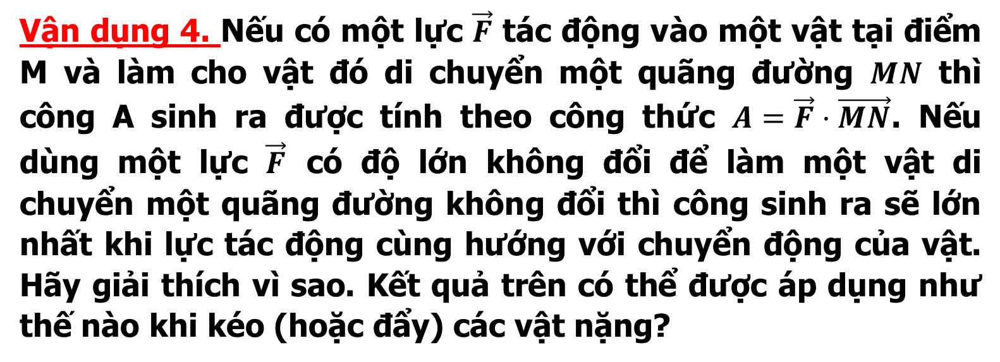 Vận dụng 4. Nếu có một lực $\overrightarrow{F}$ tác động vào một vật tại điểm
M và làm cho vật đó di chuyển một quãng đường $MN$ thì
công A sinh ra được tính theo công thức $A = \overrightarrow{F} \cdot \overrightarrow{MN}$. Nếu
dùng một lực $\overrightarrow{F}$ có độ lớn không đổi để làm một vật di
chuyển một quãng đường không đổi thì công sinh ra sẽ lớn
nhất khi lực tác động cùng hướng với chuyển động của vật.
Hãy giải thích vì sao. Kết quả trên có thể được áp dụng như
thế nào khi kéo (hoặc đẩy) các vật nặng?